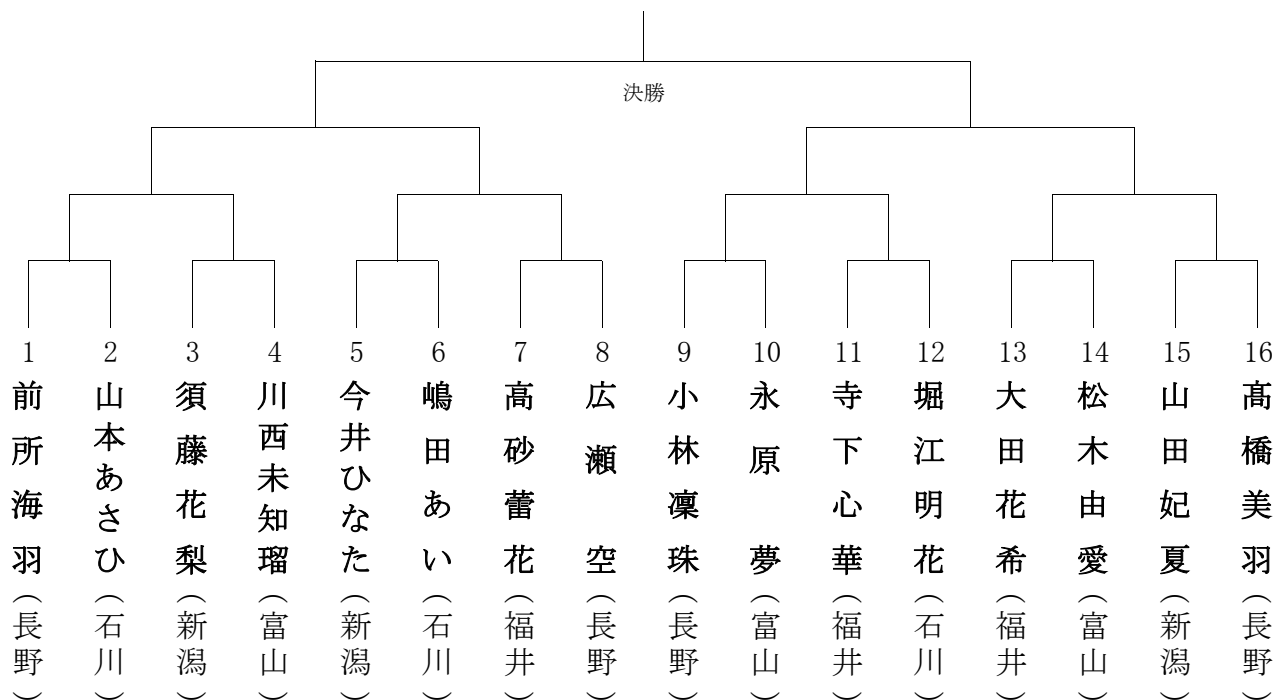 決勝
1 前所海羽（長野）
2 山本あさひ（石川）
3 須藤花梨（新潟）
4 川西未知瑠（富山）
5 今井ひなた（新潟）
6 嶋田あい（石川）
7 高砂蕾花（福井）
8 広瀬空（長野）
9 小林凜珠（長野）
10 永原夢（富山）
11 寺下心華（福井）
12 堀江明花（石川）
13 大田花希（福井）
14 松木由愛（富山）
15 山田妃夏（新潟）
16 髙橋美羽（長野）